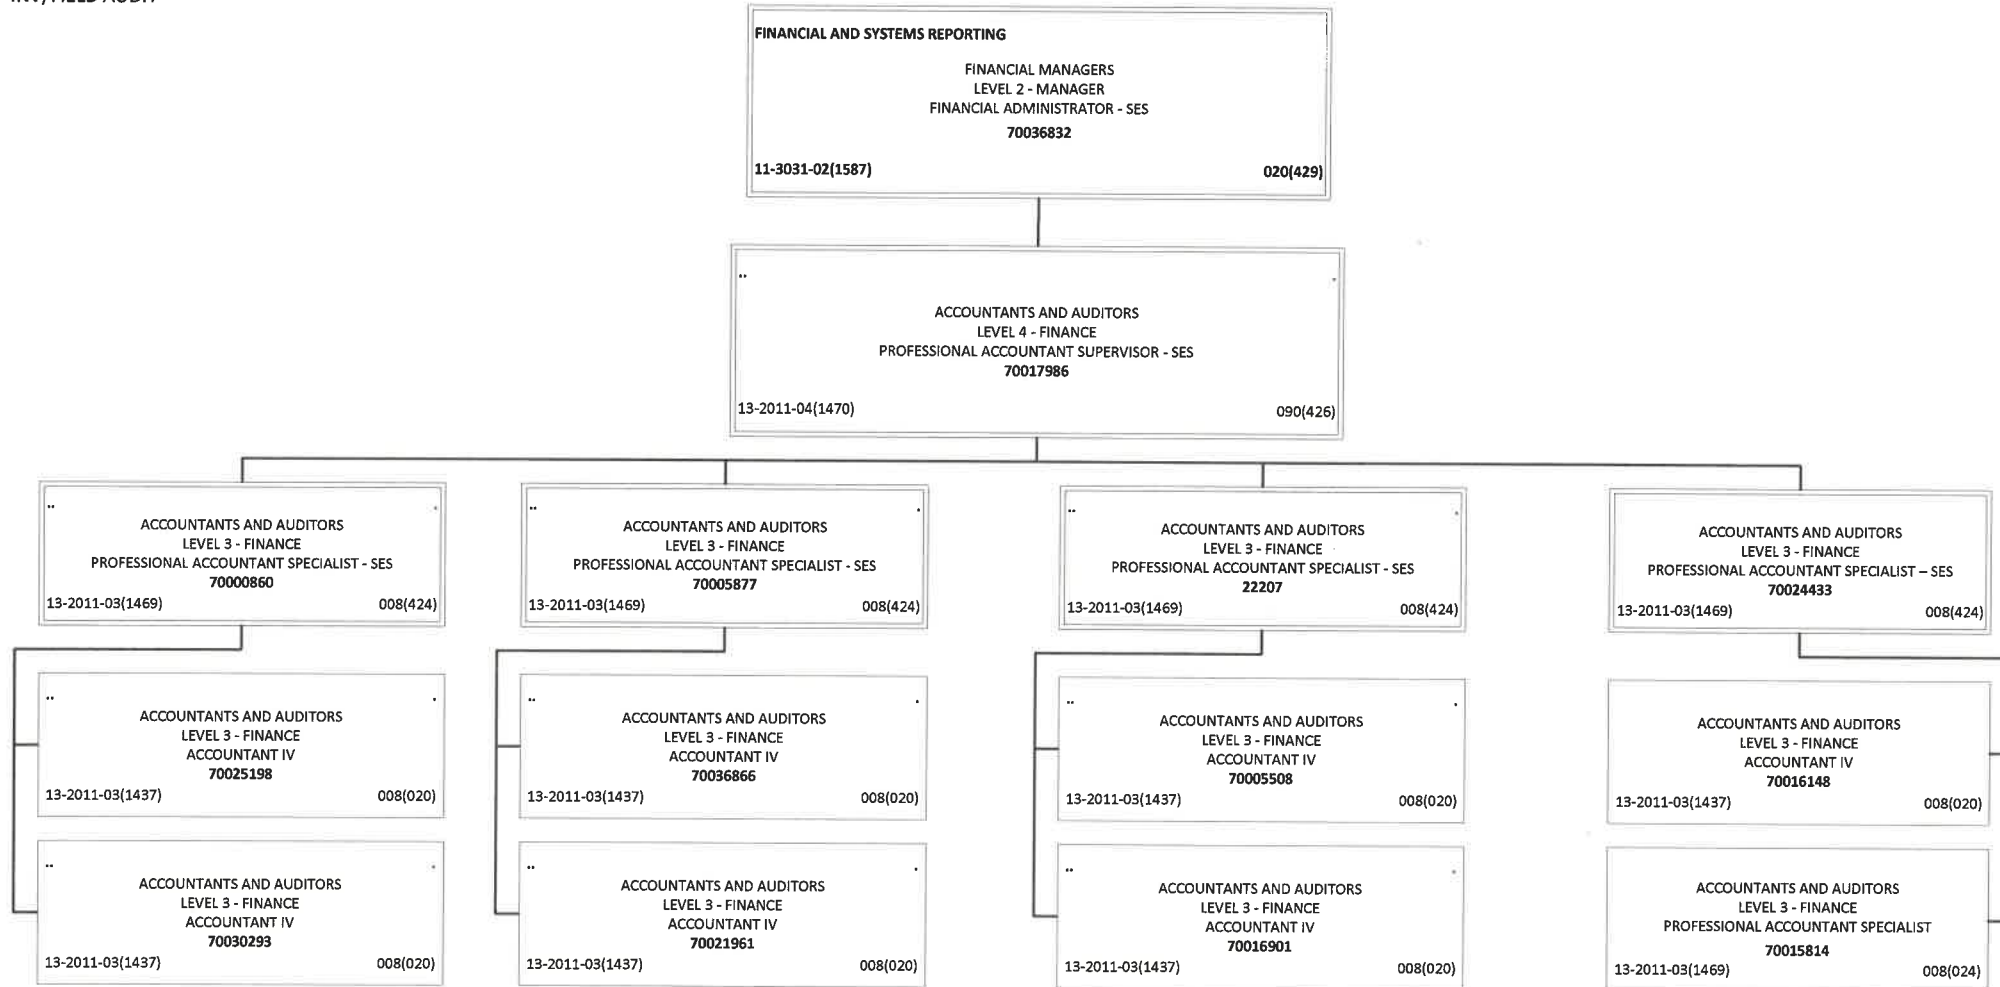 FINANCIAL AND SYSTEMS REPORTING
FINANCIAL MANAGERS
LEVEL 2 - MANAGER
FINANCIAL ADMINISTRATOR - SES
70036832
11-3031-02(1587) 020(429)
.. .
ACCOUNTANTS AND AUDITORS
LEVEL 4 - FINANCE
PROFESSIONAL ACCOUNTANT SUPERVISOR - SES
70017986
13-2011-04(1470) 090(426)
.. .
ACCOUNTANTS AND AUDITORS
LEVEL 3 - FINANCE
PROFESSIONAL ACCOUNTANT SPECIALIST - SES
70000860
13-2011-03(1469) 008(424)
.. .
ACCOUNTANTS AND AUDITORS
LEVEL 3 - FINANCE
PROFESSIONAL ACCOUNTANT SPECIALIST - SES
70005877
13-2011-03(1469) 008(424)
.. .
ACCOUNTANTS AND AUDITORS
LEVEL 3 - FINANCE
PROFESSIONAL ACCOUNTANT SPECIALIST - SES
22207
13-2011-03(1469) 008(424)
ACCOUNTANTS AND AUDITORS
LEVEL 3 - FINANCE
PROFESSIONAL ACCOUNTANT SPECIALIST – SES
70024433
13-2011-03(1469) 008(424)
.. .
ACCOUNTANTS AND AUDITORS
LEVEL 3 - FINANCE
ACCOUNTANT IV
70025198
13-2011-03(1437) 008(020)
.. .
ACCOUNTANTS AND AUDITORS
LEVEL 3 - FINANCE
ACCOUNTANT IV
70036866
13-2011-03(1437) 008(020)
.. .
ACCOUNTANTS AND AUDITORS
LEVEL 3 - FINANCE
ACCOUNTANT IV
70005508
13-2011-03(1437) 008(020)
ACCOUNTANTS AND AUDITORS
LEVEL 3 - FINANCE
ACCOUNTANT IV
70016148
13-2011-03(1437) 008(020)
.. .
ACCOUNTANTS AND AUDITORS
LEVEL 3 - FINANCE
ACCOUNTANT IV
70030293
13-2011-03(1437) 008(020)
.. .
ACCOUNTANTS AND AUDITORS
LEVEL 3 - FINANCE
ACCOUNTANT IV
70021961
13-2011-03(1437) 008(020)
.. .
ACCOUNTANTS AND AUDITORS
LEVEL 3 - FINANCE
ACCOUNTANT IV
70016901
13-2011-03(1437) 008(020)
ACCOUNTANTS AND AUDITORS
LEVEL 3 - FINANCE
PROFESSIONAL ACCOUNTANT SPECIALIST
70015814
13-2011-03(1469) 008(024)